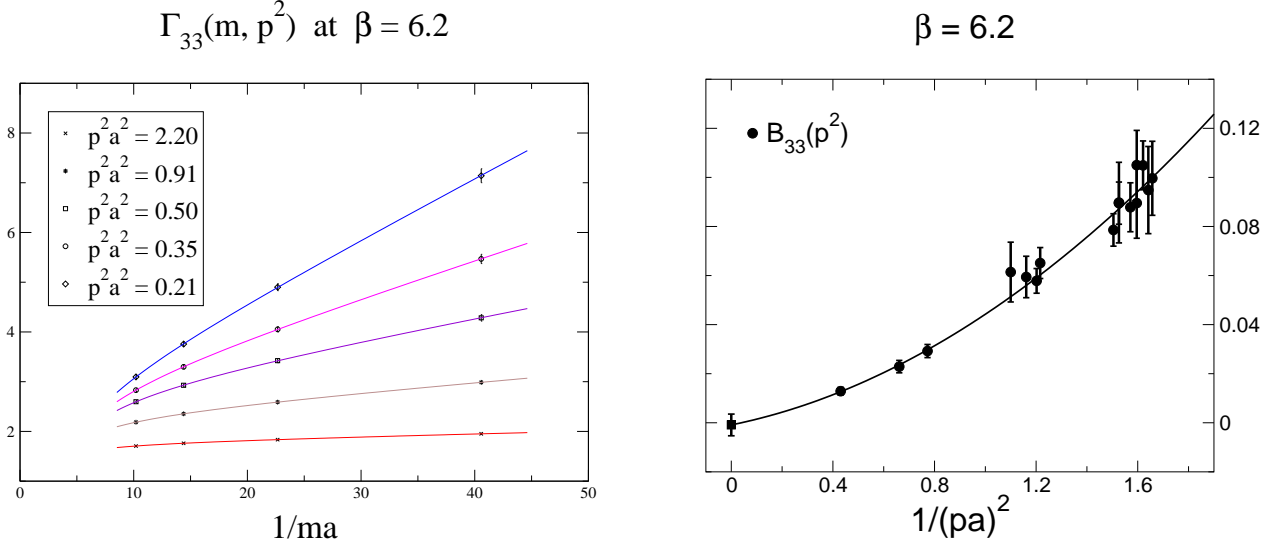 Γ₃₃(m, p²) at β = 6.2
8
6
4
2
p²a² = 2.20
p²a² = 0.91
p²a² = 0.50
p²a² = 0.35
p²a² = 0.21
0 10 20 30 40 50
1/ma
β = 6.2
B₃₃(p²)
0.12
0.08
0.04
0
0 0.4 0.8 1.2 1.6
1/(pa)²